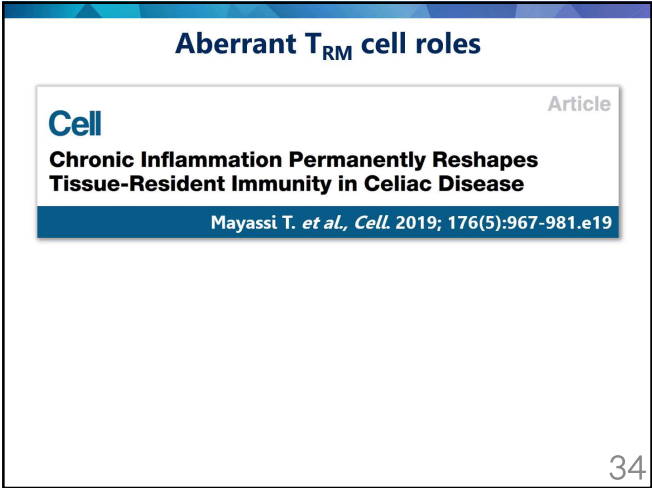 Aberrant TRM cell roles
Article
Cell
Chronic Inflammation Permanently Reshapes
Tissue-Resident Immunity in Celiac Disease
Mayassi T. et al., Cell. 2019; 176(5):967-981.e19
34